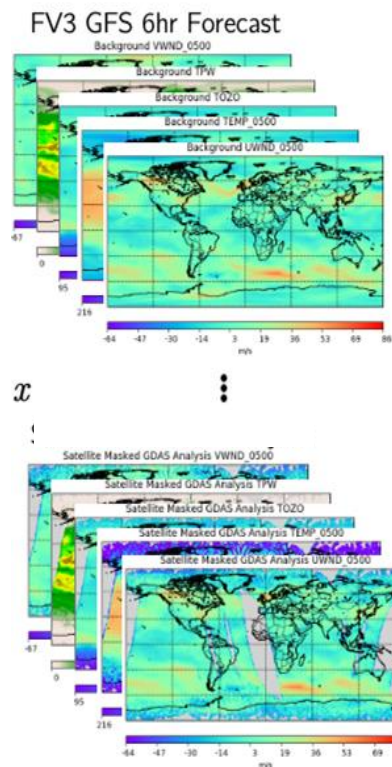 FV3 GFS 6hr Forecast
Background VWND_0500
Background TPW
Background TOZO
Background TEMP_0500
Background UWND_0500
-67
0
95
216
-64 -47 -30 -14 3 19 36 53 69 86
m/s
x
Satellite Masked GDAS Analysis VWND_0500
Satellite Masked GDAS Analysis TPW
Satellite Masked GDAS Analysis TOZO
Satellite Masked GDAS Analysis TEMP_0500
Satellite Masked GDAS Analysis UWND_0500
-67
0
95
216
-64 -47 -30 -14 3 19 36 53 69
m/s